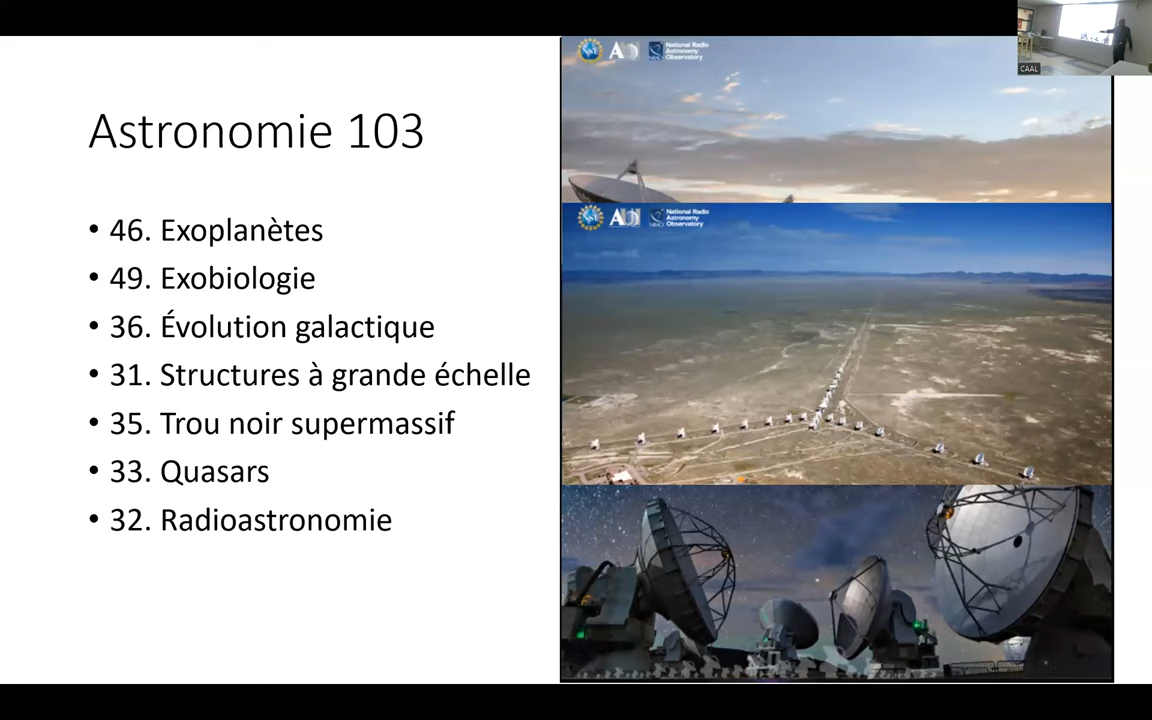 Astronomie 103
• 46. Exoplanètes
• 49. Exobiologie
• 36. Évolution galactique
• 31. Structures à grande échelle
• 35. Trou noir supermassif
• 33. Quasars
• 32. Radioastronomie
National Radio
Astronomy
Observatory
National Radio
Astronomy
Observatory
CAAL